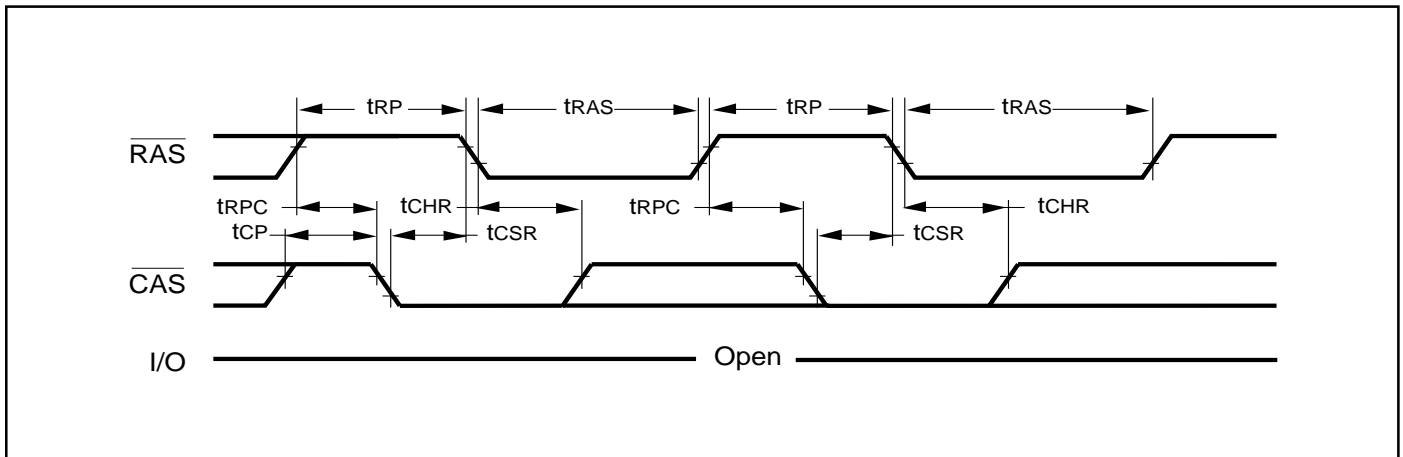 tRP tRAS tRP tRAS
RAS
tRPC tCHR tRPC tCHR
tCP tCSR tCSR
CAS
I/O Open